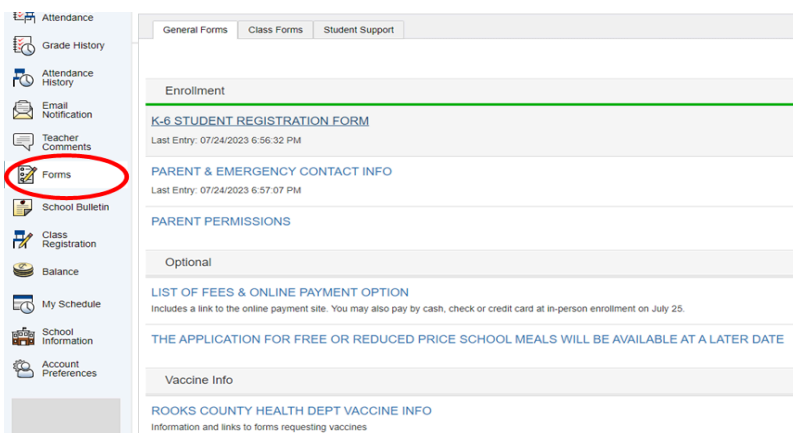 Attendance
Grade History
Attendance
History
Email
Notification
Teacher
Comments
Forms
School Bulletin
Class
Registration
Balance
My Schedule
School
Information
Account
Preferences
General Forms Class Forms Student Support
Enrollment
K-6 STUDENT REGISTRATION FORM
Last Entry: 07/24/2023 6:56:32 PM
PARENT & EMERGENCY CONTACT INFO
Last Entry: 07/24/2023 6:57:07 PM
PARENT PERMISSIONS
Optional
LIST OF FEES & ONLINE PAYMENT OPTION
Includes a link to the online payment site. You may also pay by cash, check or credit card at in-person enrollment on July 25.
THE APPLICATION FOR FREE OR REDUCED PRICE SCHOOL MEALS WILL BE AVAILABLE AT A LATER DATE
Vaccine Info
ROOKS COUNTY HEALTH DEPT VACCINE INFO
Information and links to forms requesting vaccines